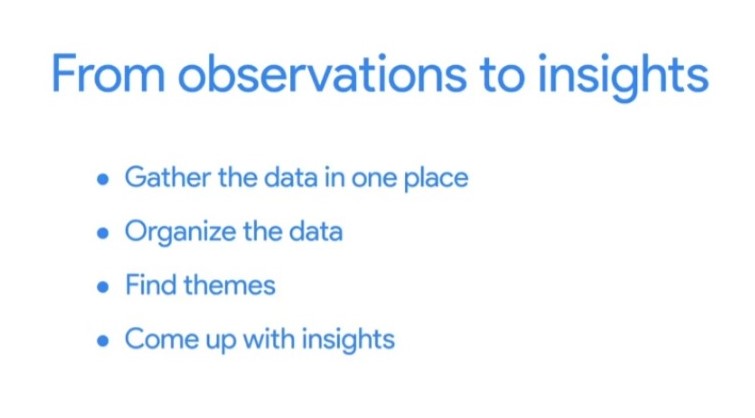 From observations to insights
• Gather the data in one place
• Organize the data
• Find themes
• Come up with insights